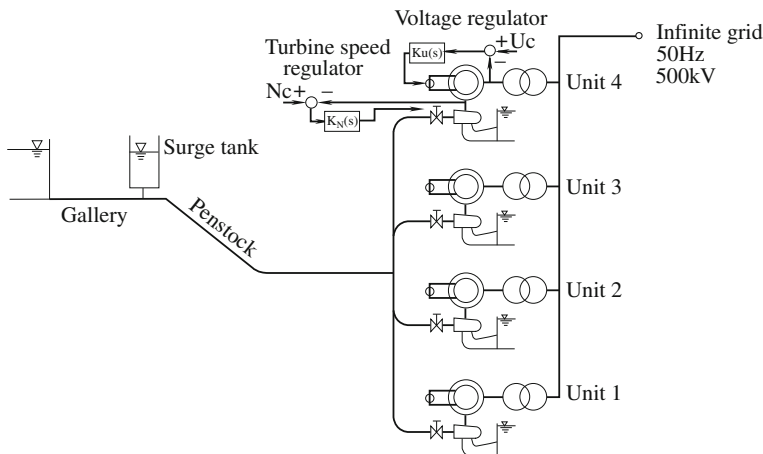 Voltage regulator
Ku(s)
+Uc
−
Turbine speed
regulator
Nc+
−
K_N(s)
Infinite grid
50Hz
500kV
Unit 4
Surge tank
Gallery
Penstock
Unit 3
Unit 2
Unit 1